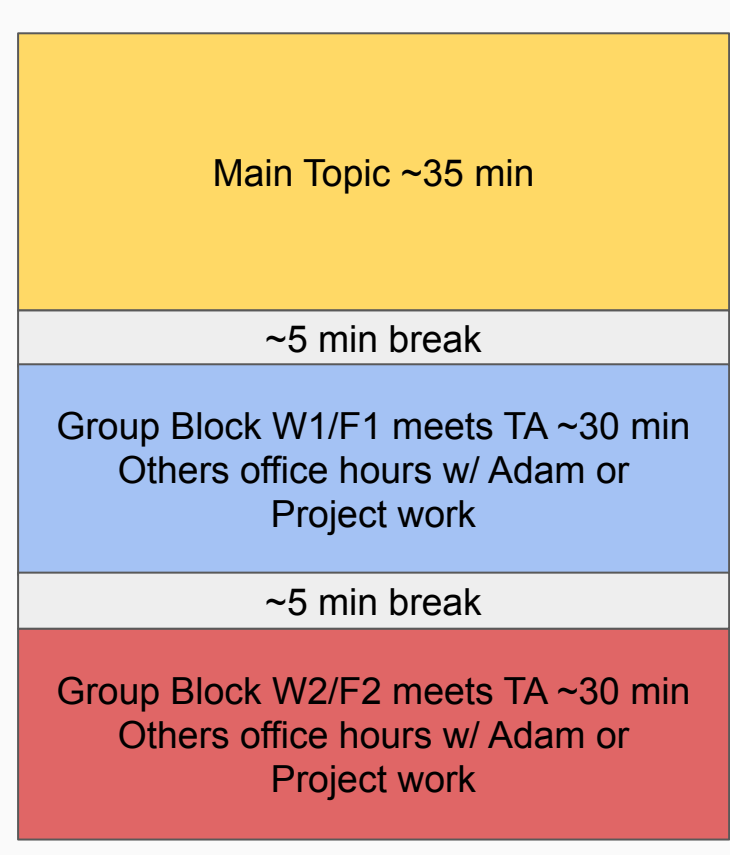 Main Topic ~35 min
~5 min break
Group Block W1/F1 meets TA ~30 min
Others office hours w/ Adam or
Project work
~5 min break
Group Block W2/F2 meets TA ~30 min
Others office hours w/ Adam or
Project work